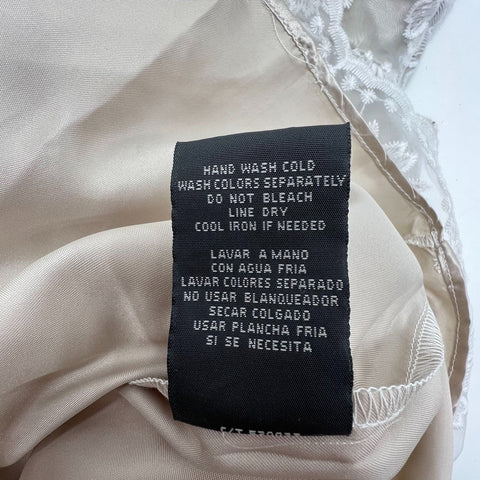 HAND WASH COLD
WASH COLORS SEPARATELY
DO NOT BLEACH
LINE DRY
COOL IRON IF NEEDED
LAVAR A MANO
CON AGUA FRIA
LAVAR COLORES SEPARADO
NO USAR BLANQUEADOR
SECAR COLGADO
USAR PLANCHA FRIA
SI SE NECESITA